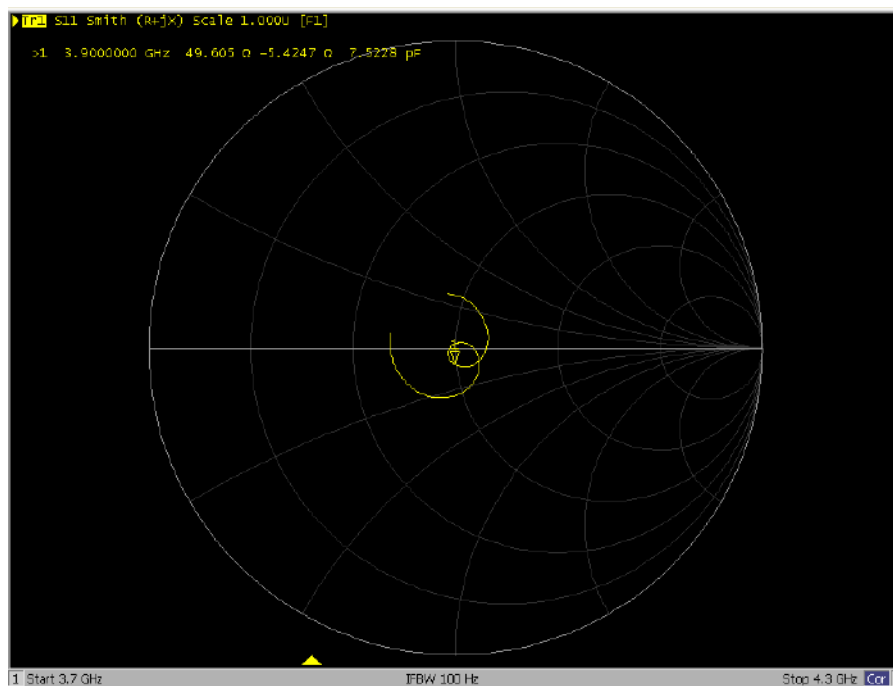 Tr1 S11 Smith (R+jX) Scale 1.000U [F1]
>1 3.9000000 GHz 49.605 Ω -5.4247 Ω 7.5228 pF
1
1 Start 3.7 GHz IFBW 100 Hz Stop 4.3 GHz Cor